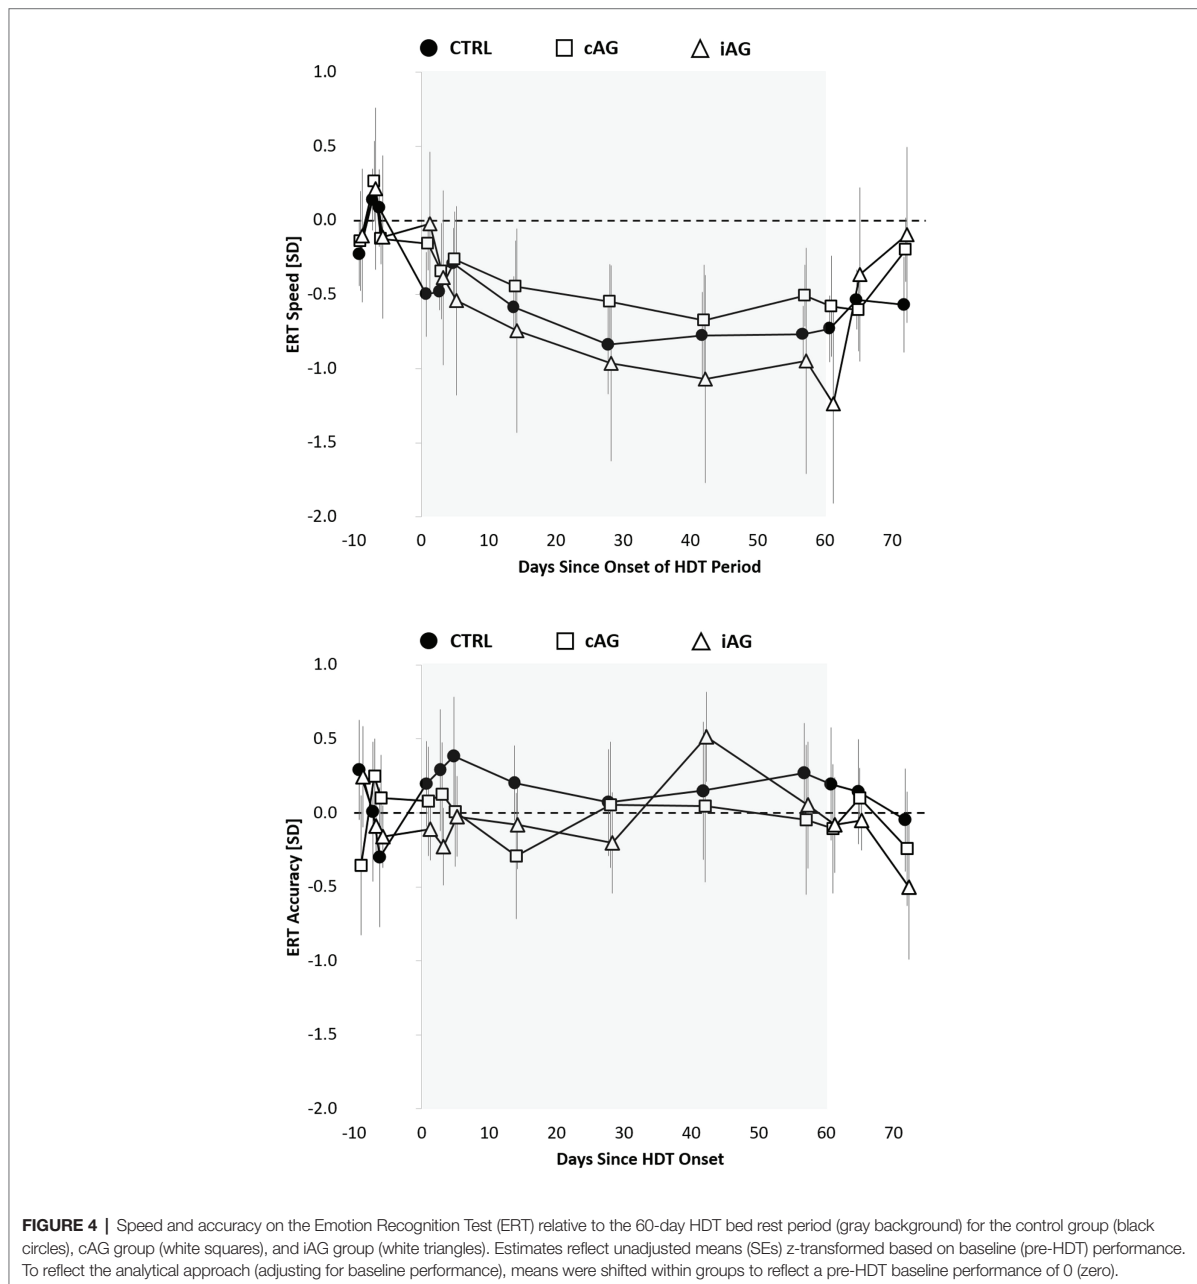 CTRL cAG iAG
1.0
0.5
0.0
-0.5
-1.0
-1.5
-2.0
ERT Speed [SD]
-10 0 10 20 30 40 50 60 70
Days Since Onset of HDT Period
CTRL cAG iAG
1.0
0.5
0.0
-0.5
-1.0
-1.5
-2.0
ERT Accuracy [SD]
-10 0 10 20 30 40 50 60 70
Days Since HDT Onset
FIGURE 4 | Speed and accuracy on the Emotion Recognition Test (ERT) relative to the 60-day HDT bed rest period (gray background) for the control group (black
circles), cAG group (white squares), and iAG group (white triangles). Estimates reflect unadjusted means (SEs) z-transformed based on baseline (pre-HDT) performance.
To reflect the analytical approach (adjusting for baseline performance), means were shifted within groups to reflect a pre-HDT baseline performance of 0 (zero).